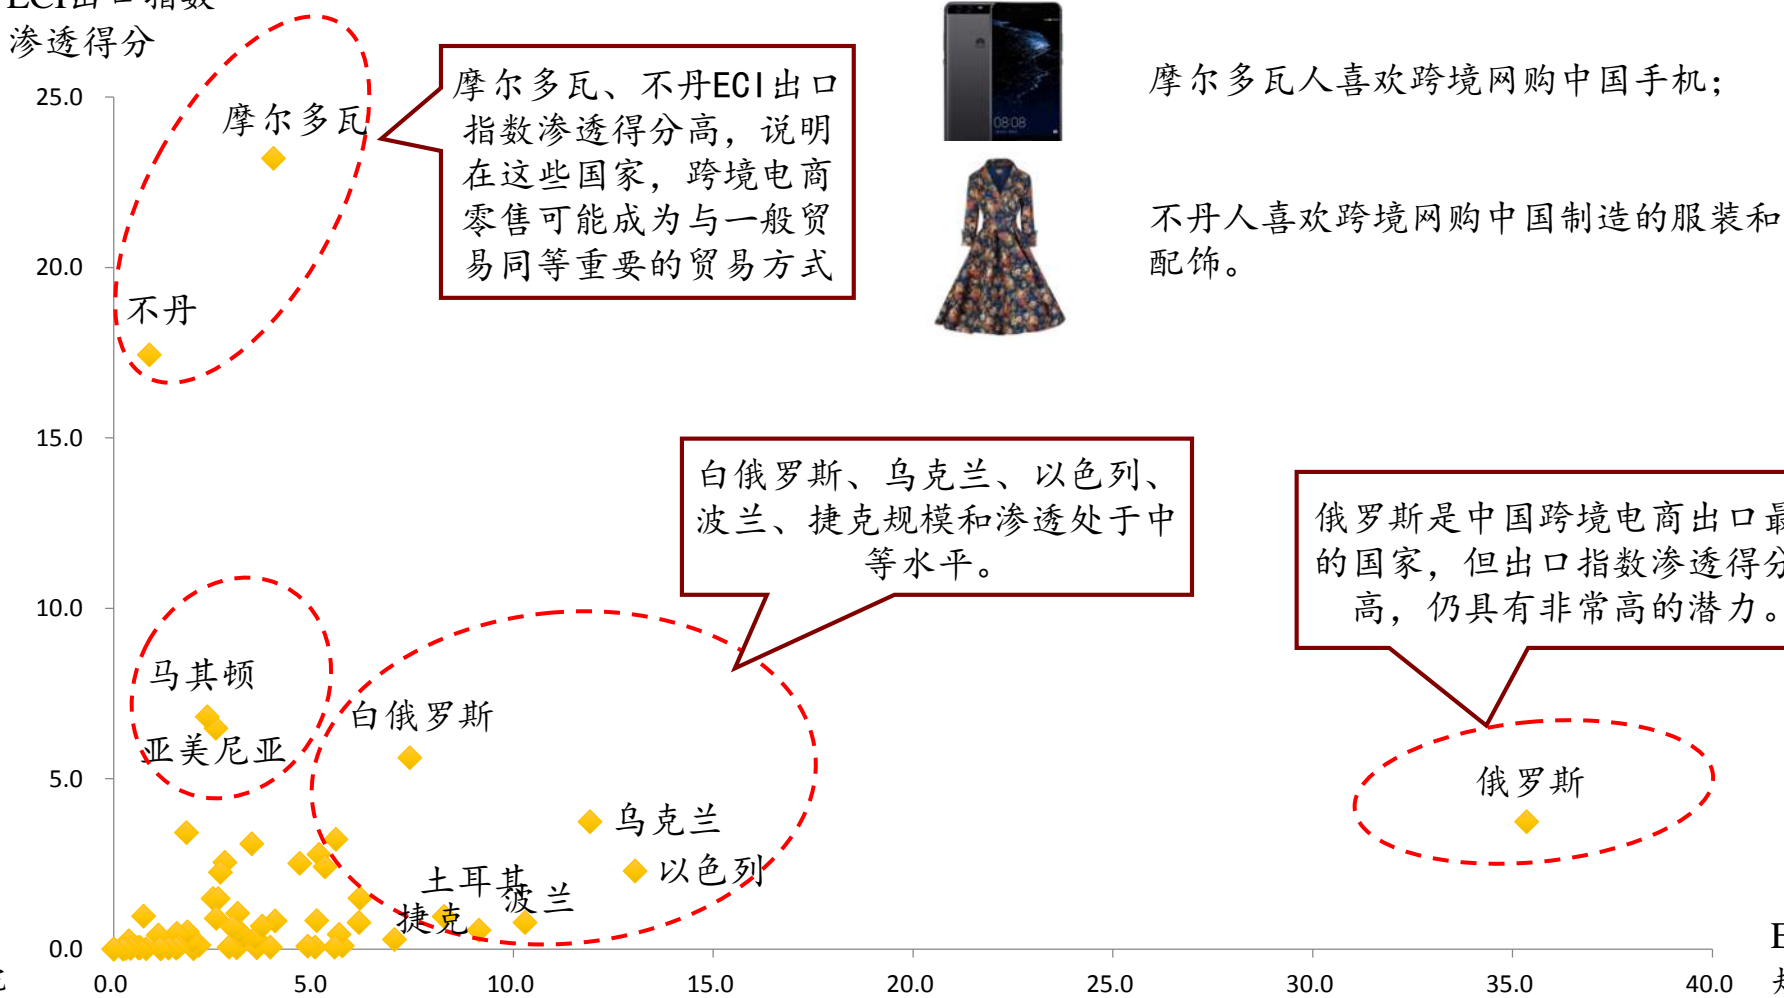 ECI出口指数
渗透得分
25.0
20.0
15.0
10.0
5.0
0.0
摩尔多瓦
不丹
摩尔多瓦、不丹ECI出口
指数渗透得分高，说明
在这些国家，跨境电商
零售可能成为与一般贸
易同等重要的贸易方式
08:08
摩尔多瓦人喜欢跨境网购中国手机；
不丹人喜欢跨境网购中国制造的服装和
配饰。
白俄罗斯、乌克兰、以色列、
波兰、捷克规模和渗透处于中
等水平。
俄罗斯是中国跨境电商出口最
的国家，但出口指数渗透得分
高，仍具有非常高的潜力。
马其顿
亚美尼亚
白俄罗斯
乌克兰
以色列
土耳其
波兰
捷克
俄罗斯
0.0 5.0 10.0 15.0 20.0 25.0 30.0 35.0 40.0